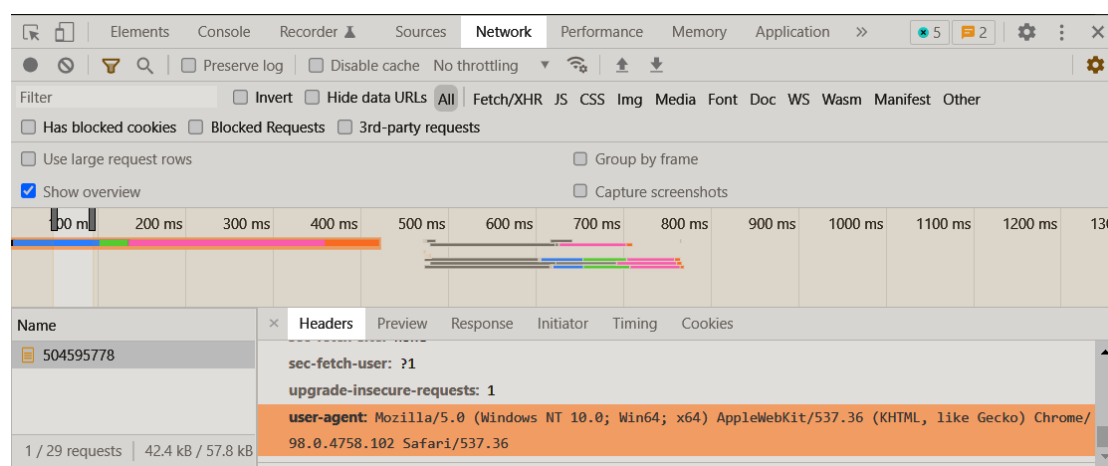 Elements Console Recorder Sources Network Performance Memory Application » 5 2
Preserve log Disable cache No throttling
Filter Invert Hide data URLs All Fetch/XHR JS CSS Img Media Font Doc WS Wasm Manifest Other
Has blocked cookies Blocked Requests 3rd-party requests
Use large request rows Group by frame
Show overview Capture screenshots
200 ms 300 ms 400 ms 500 ms 600 ms 700 ms 800 ms 900 ms 1000 ms 1100 ms 1200 ms
Name × Headers Preview Response Initiator Timing Cookies
504595778
sec-fetch-user: ?1
upgrade-insecure-requests: 1
user-agent: Mozilla/5.0 (Windows NT 10.0; Win64; x64) AppleWebKit/537.36 (KHTML, like Gecko) Chrome/
98.0.4758.102 Safari/537.36
1 / 29 requests 42.4 kB / 57.8 kB